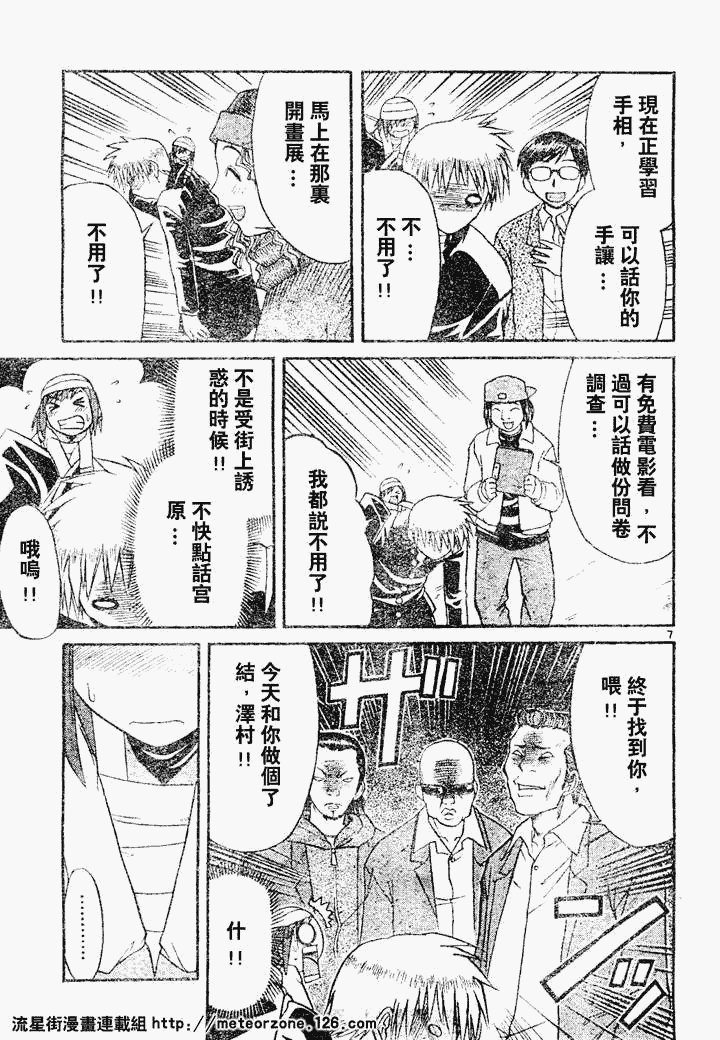 現在正學習
手相，
可以話你的
手讓…
不…
不用了!!
馬上在那裏
開畫展…
不用了!!
有免費電影看，不
過可以話做份問卷
調查…
我都說不用了!!
不是受街上誘
惑的時候!!
不快點話宮
原…
哦嗚!!
7
終于找到你，
喂!!
ザッ
今天和你做個了
結，澤村!!
什!!
………
流星街漫畫連載組 http://meteorzone.126.com/